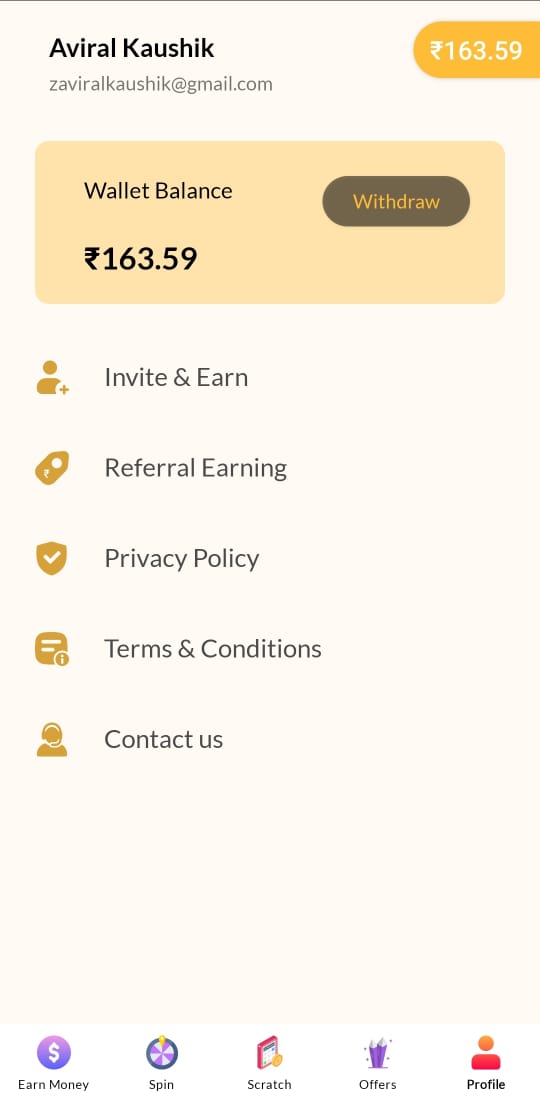 Aviral Kaushik
₹163.59
zaviralkaushik@gmail.com
Wallet Balance
Withdraw
₹163.59
Invite & Earn
Referral Earning
Privacy Policy
Terms & Conditions
Contact us
Earn Money
Spin
Scratch
Offers
Profile